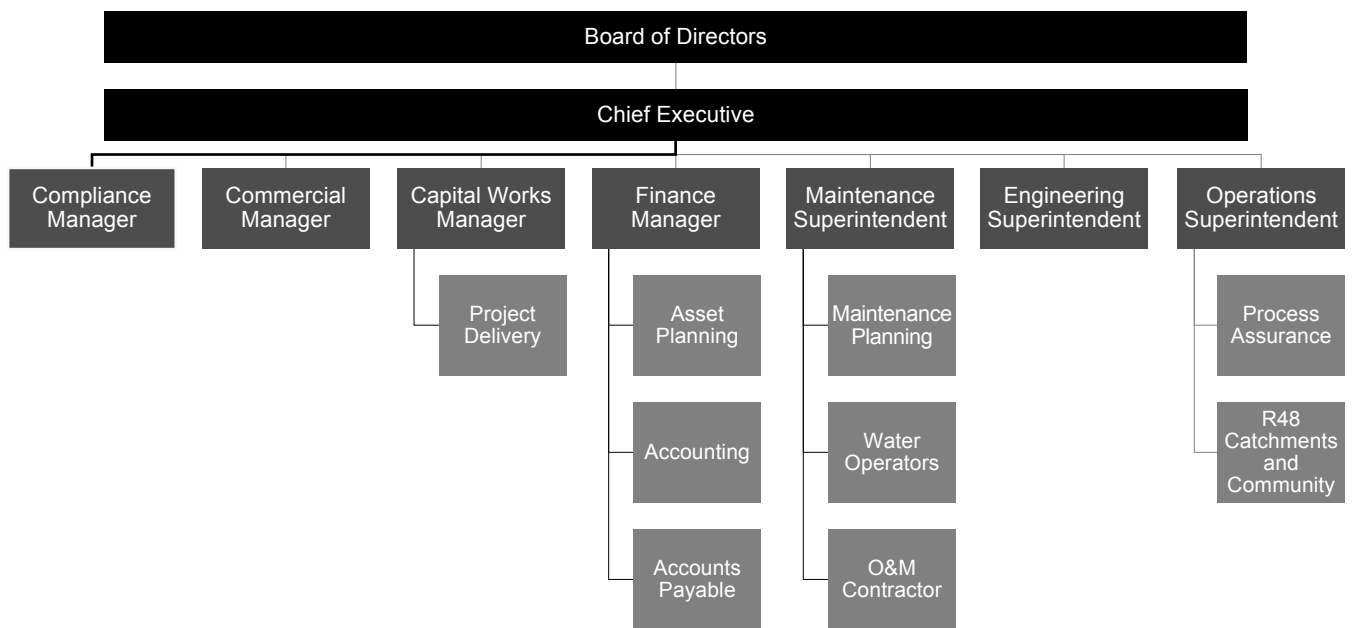 Board of Directors
Chief Executive
Compliance
Manager
Commercial
Manager
Capital Works
Manager
Finance
Manager
Maintenance
Superintendent
Engineering
Superintendent
Operations
Superintendent
Project
Delivery
Asset
Planning
Maintenance
Planning
Process
Assurance
Accounting
Water
Operators
R48
Catchments
and
Community
Accounts
Payable
O&M
Contractor